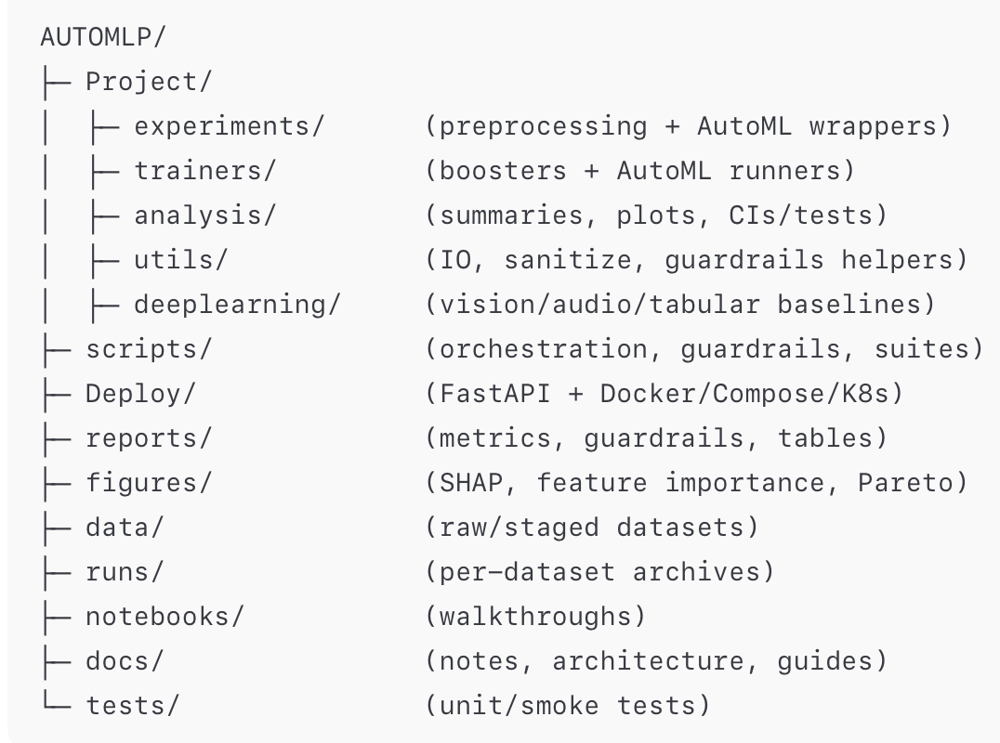 AUTOMLP/
├─ Project/
│  ├─ experiments/      (preprocessing + AutoML wrappers)
│  ├─ trainers/         (boosters + AutoML runners)
│  ├─ analysis/         (summaries, plots, CIs/tests)
│  ├─ utils/            (IO, sanitize, guardrails helpers)
│  ├─ deeplearning/     (vision/audio/tabular baselines)
├─ scripts/             (orchestration, guardrails, suites)
├─ Deploy/              (FastAPI + Docker/Compose/K8s)
├─ reports/             (metrics, guardrails, tables)
├─ figures/             (SHAP, feature importance, Pareto)
├─ data/                (raw/staged datasets)
├─ runs/                (per–dataset archives)
├─ notebooks/           (walkthroughs)
├─ docs/                (notes, architecture, guides)
└─ tests/               (unit/smoke tests)